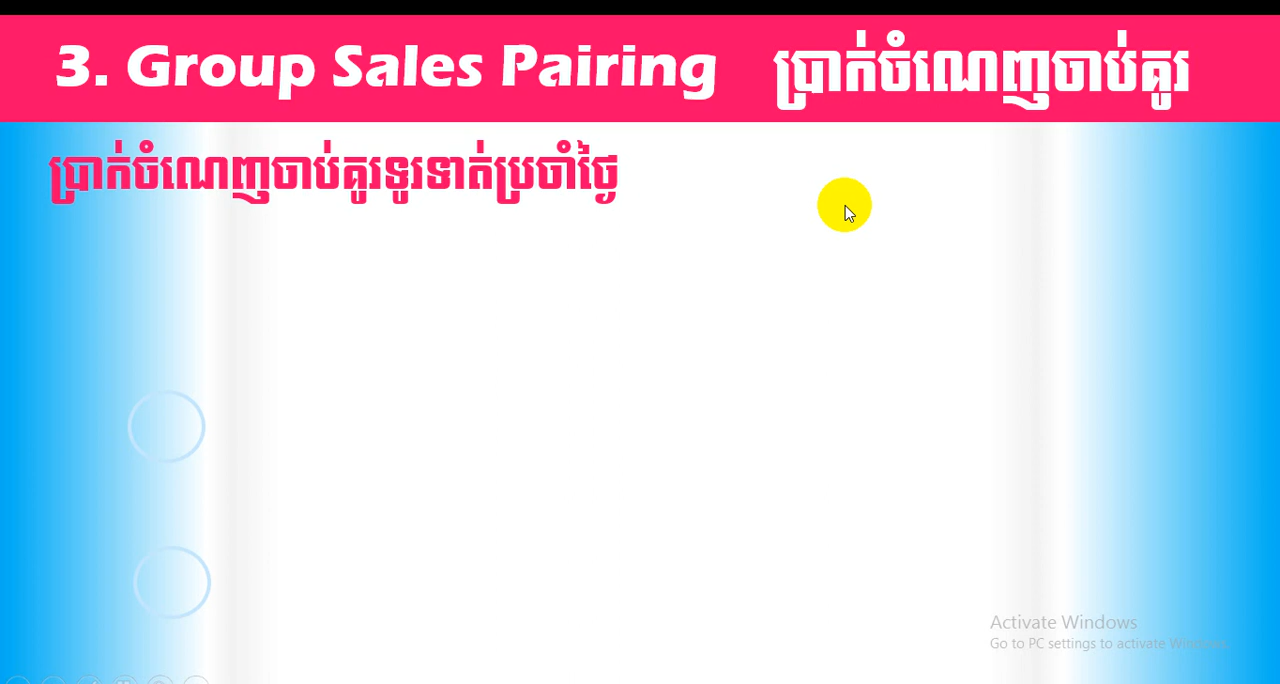 3. Group Sales Pairing ប្រាក់ចំណេញចាប់គូរ
ប្រាក់ចំណេញចាប់គូរទូរទាត់ប្រចាំថ្ងៃ
Activate Windows
Go to PC settings to activate Windows.